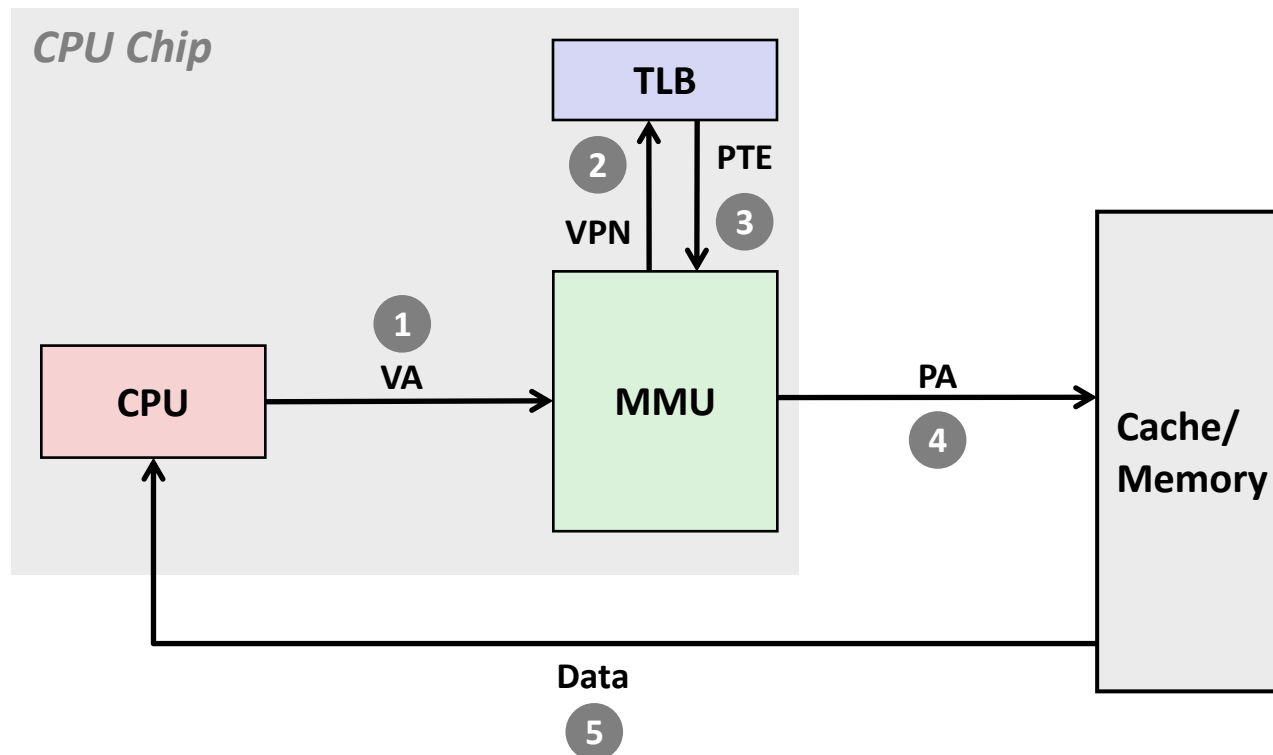 CPU Chip
TLB
2
PTE
3
VPN
1
VA
CPU
MMU
PA
4
Cache/
Memory
Data
5